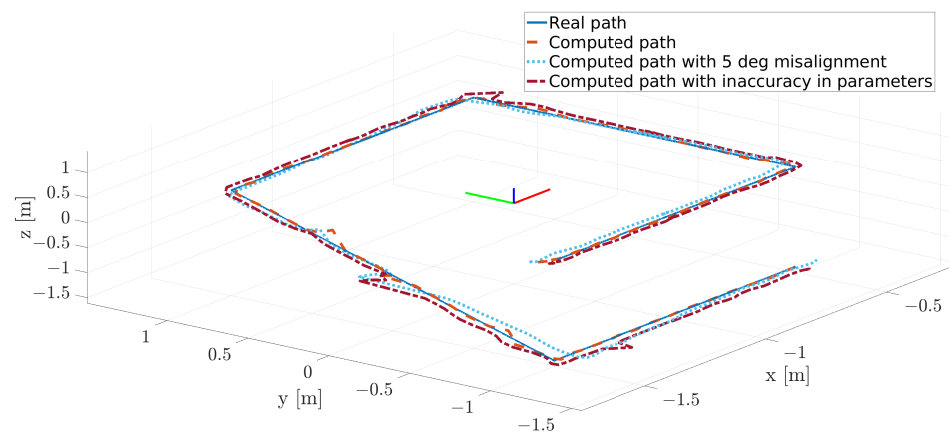 Real path
Computed path
Computed path with 5 deg misalignment
Computed path with inaccuracy in parameters
1
0.5
0
−0.5
−1
−1.5
z [m]
1
0.5
0
−0.5
−1
−1.5
y [m]
−0.5
−1
−1.5
x [m]